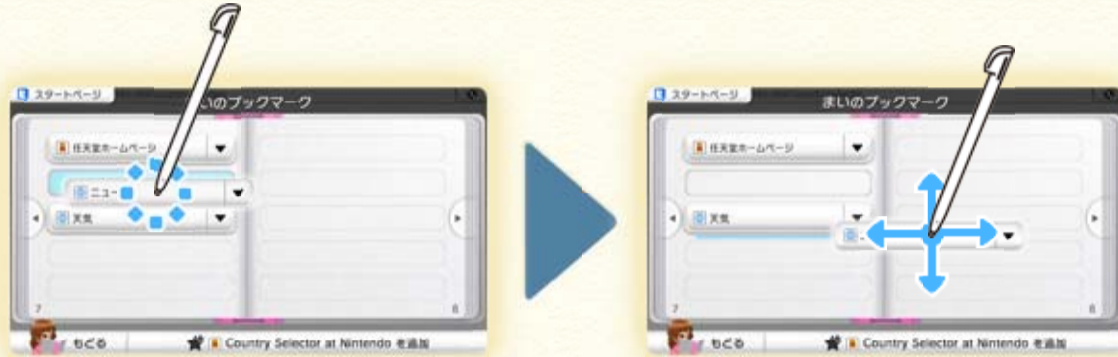 スタートページ
いのブックマーク
任天堂ホームページ
ニュー
天気
7
6
もどる
Country Selector at Nintendo を追加
スタートページ
まいのブックマーク
任天堂ホームページ
天気
7
6
もどる
Country Selector at Nintendo を追加